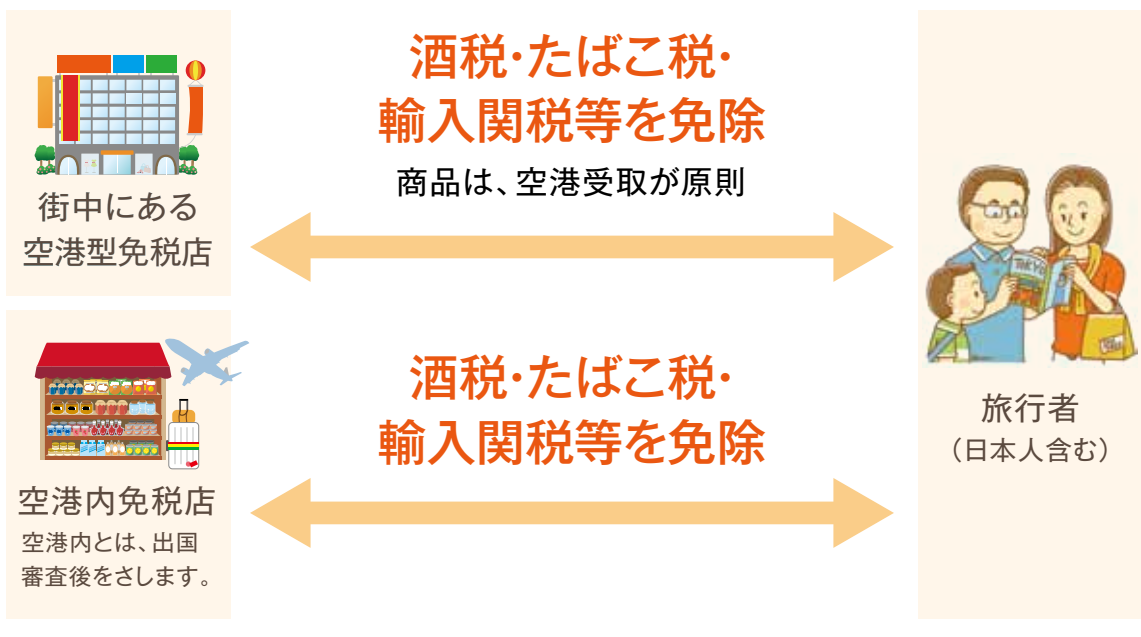 酒税・たばこ税・
輸入関税等を免除
商品は、空港受取が原則
街中にある
空港型免税店
酒税・たばこ税・
輸入関税等を免除
空港内免税店
空港内とは、出国
審査後をさします。
TOKYO
旅行者
（日本人含む）